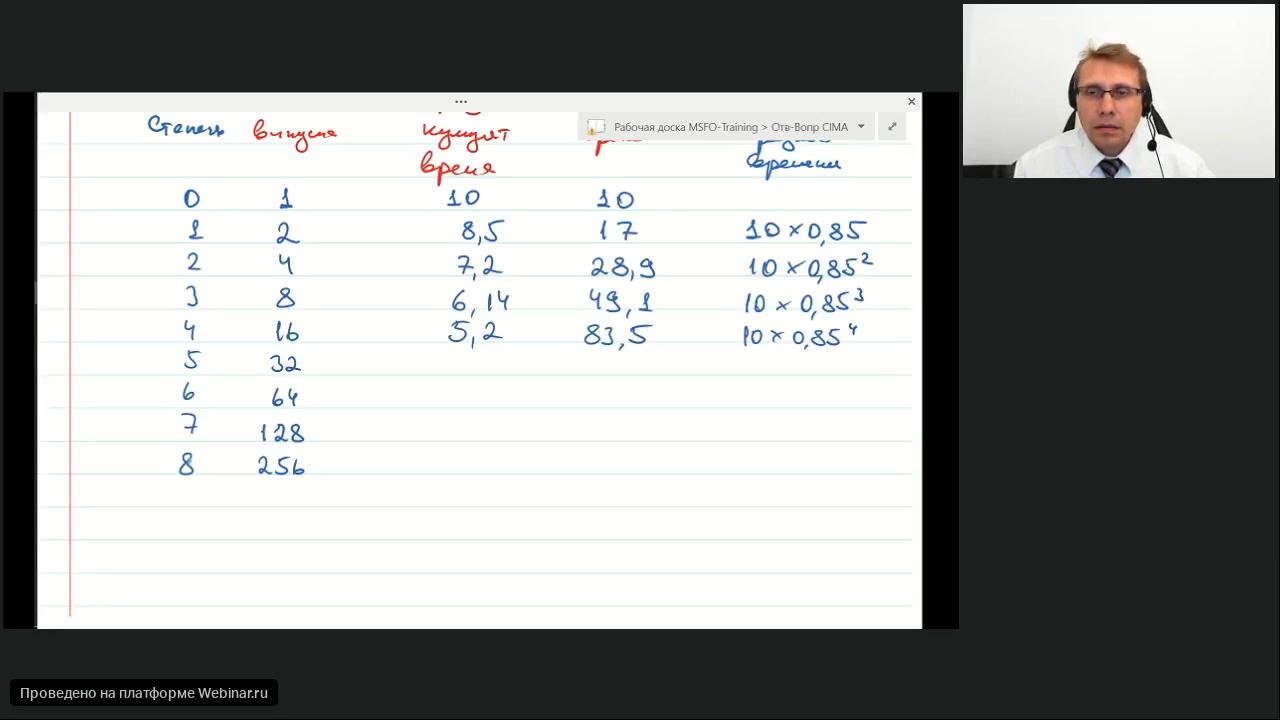 ...
Рабочая доска MSFO-Training > Отв-Вопр CIMA
Степень выпуска кумулят
время времени
0 1 10 10
1 2 8,5 17 10 × 0,85
2 4 7,2 28,9 10 × 0,85²
3 8 6,14 49,1 10 × 0,85³
4 16 5,2 83,5 10 × 0,85⁴
5 32
6 64
7 128
8 256
Проведено на платформе Webinar.ru